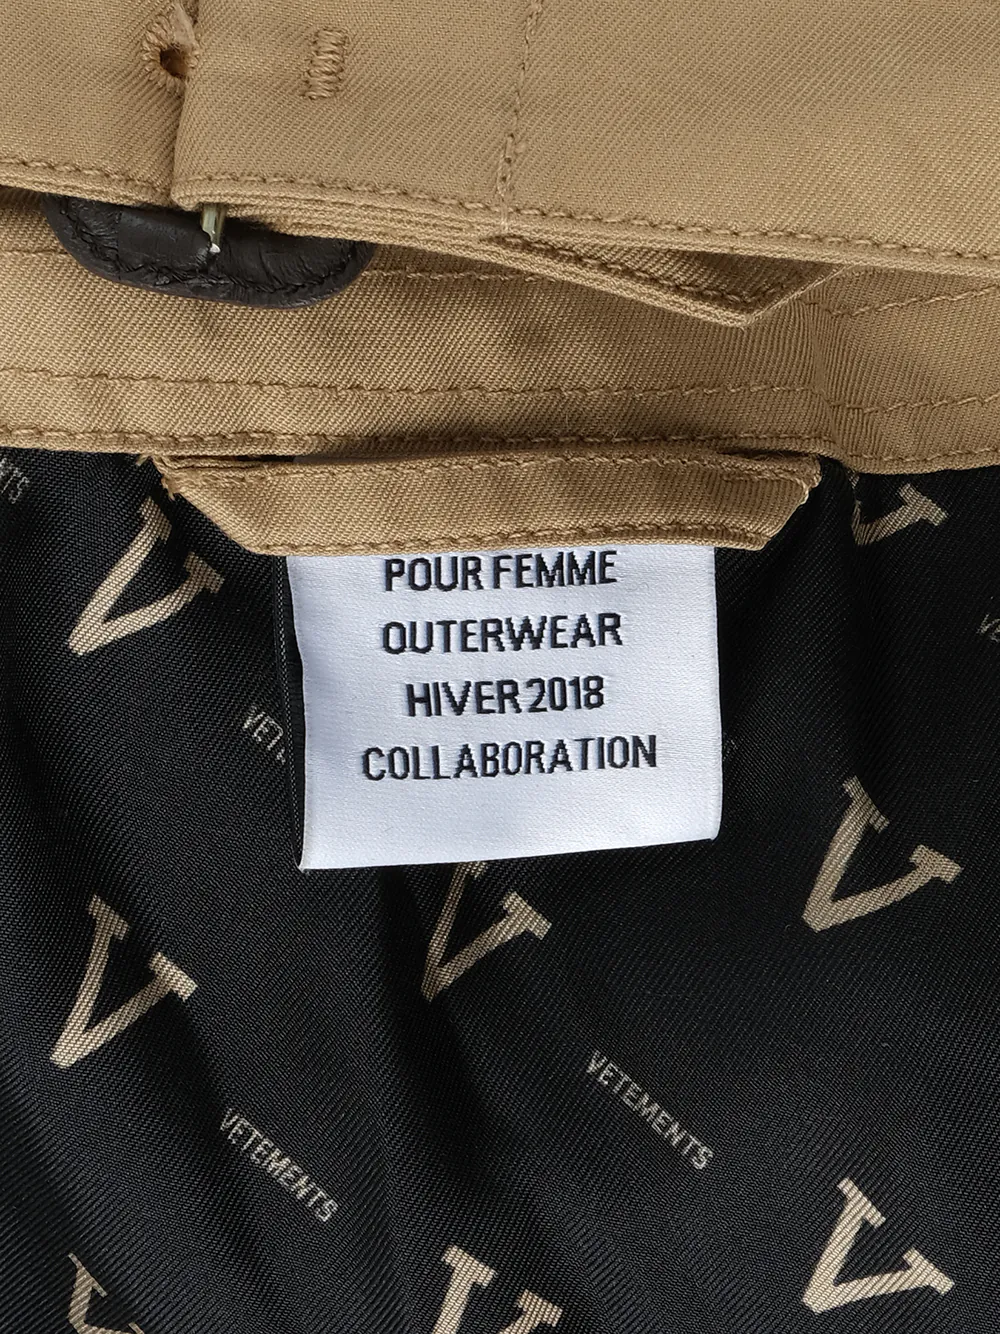 POUR FEMME
OUTERWEAR
HIVER 2018
COLLABORATION
V
V
V
V
V
VETEMENTS
VETEMENTS
V
V